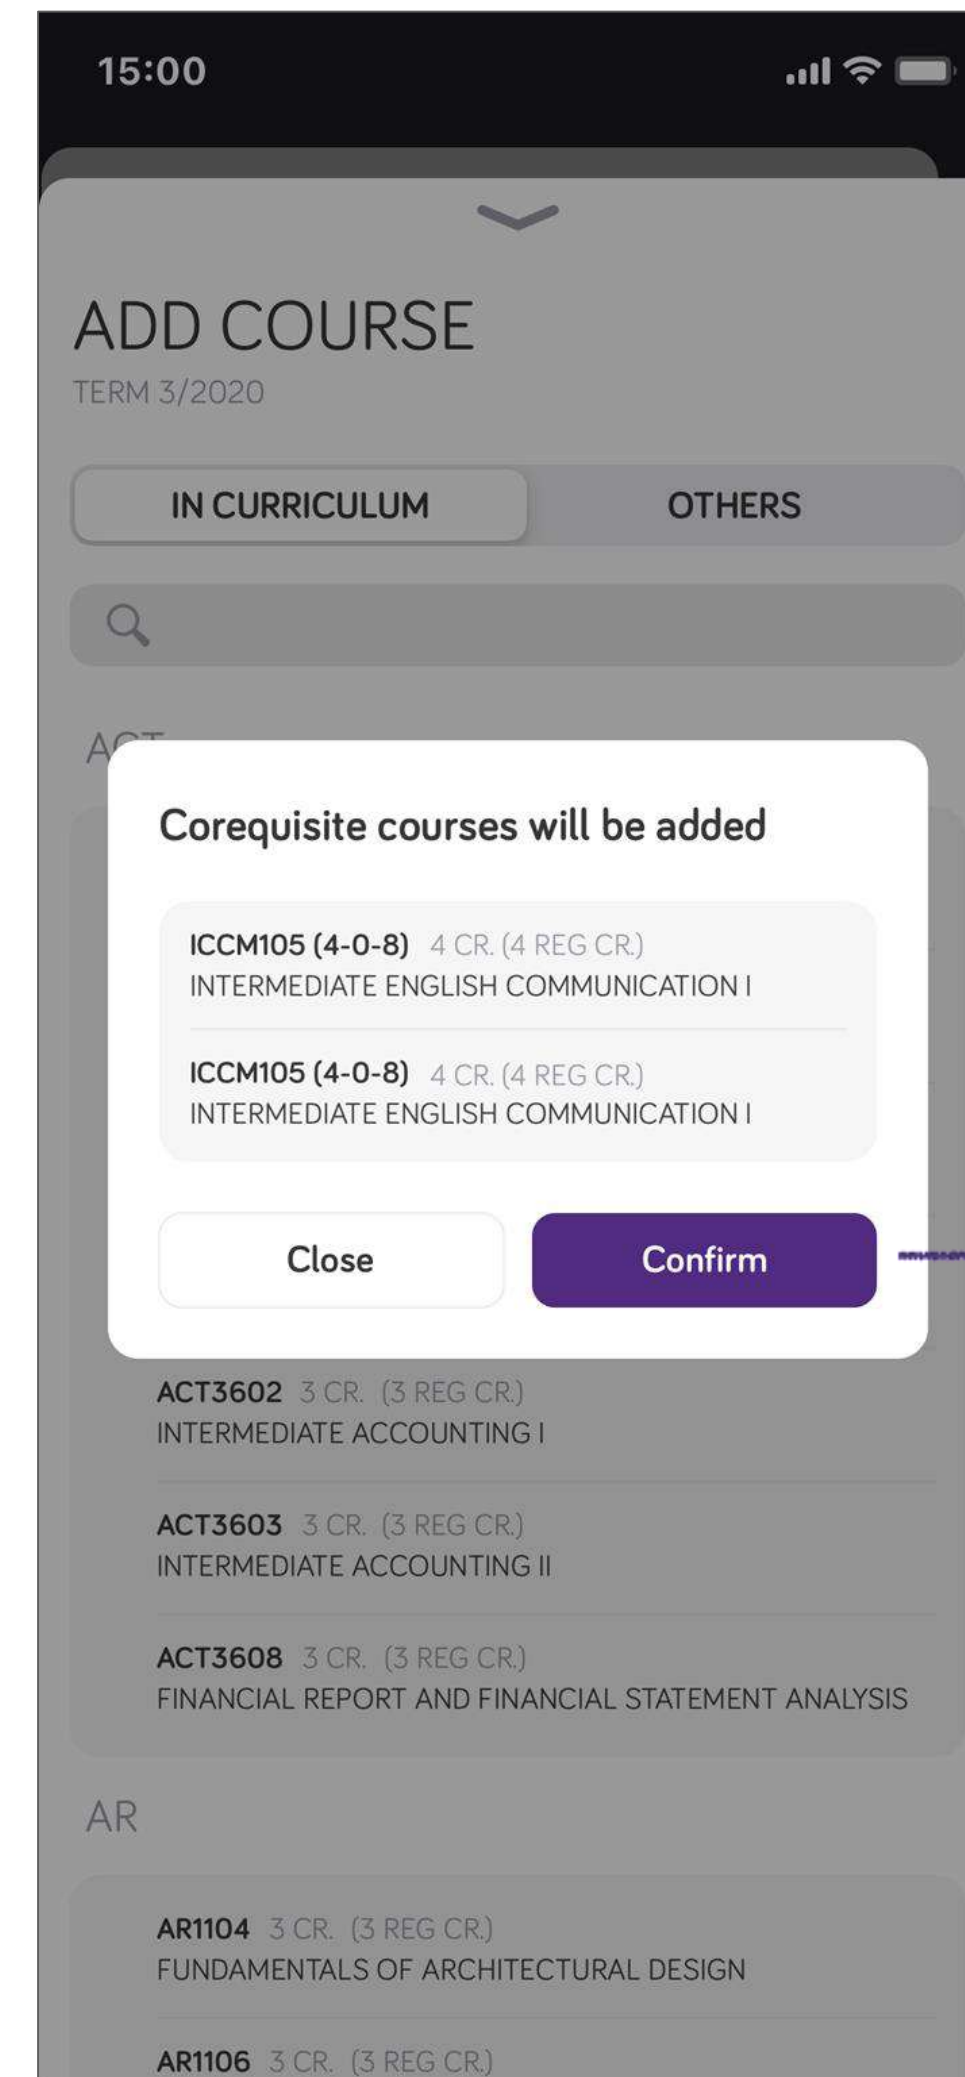 15:00
ADD COURSE
TERM 3/2020
IN CURRICULUM OTHERS
Corequisite courses will be added
ICCM105 (4-0-8) 4 CR. (4 REG CR.)
INTERMEDIATE ENGLISH COMMUNICATION I
ICCM105 (4-0-8) 4 CR. (4 REG CR.)
INTERMEDIATE ENGLISH COMMUNICATION I
Close Confirm
ACT3602 3 CR. (3 REG CR.)
INTERMEDIATE ACCOUNTING I
ACT3603 3 CR. (3 REG CR.)
INTERMEDIATE ACCOUNTING II
ACT3608 3 CR. (3 REG CR.)
FINANCIAL REPORT AND FINANCIAL STATEMENT ANALYSIS
AR
AR1104 3 CR. (3 REG CR.)
FUNDAMENTALS OF ARCHITECTURAL DESIGN
AR1106 3 CR. (3 REG CR.)